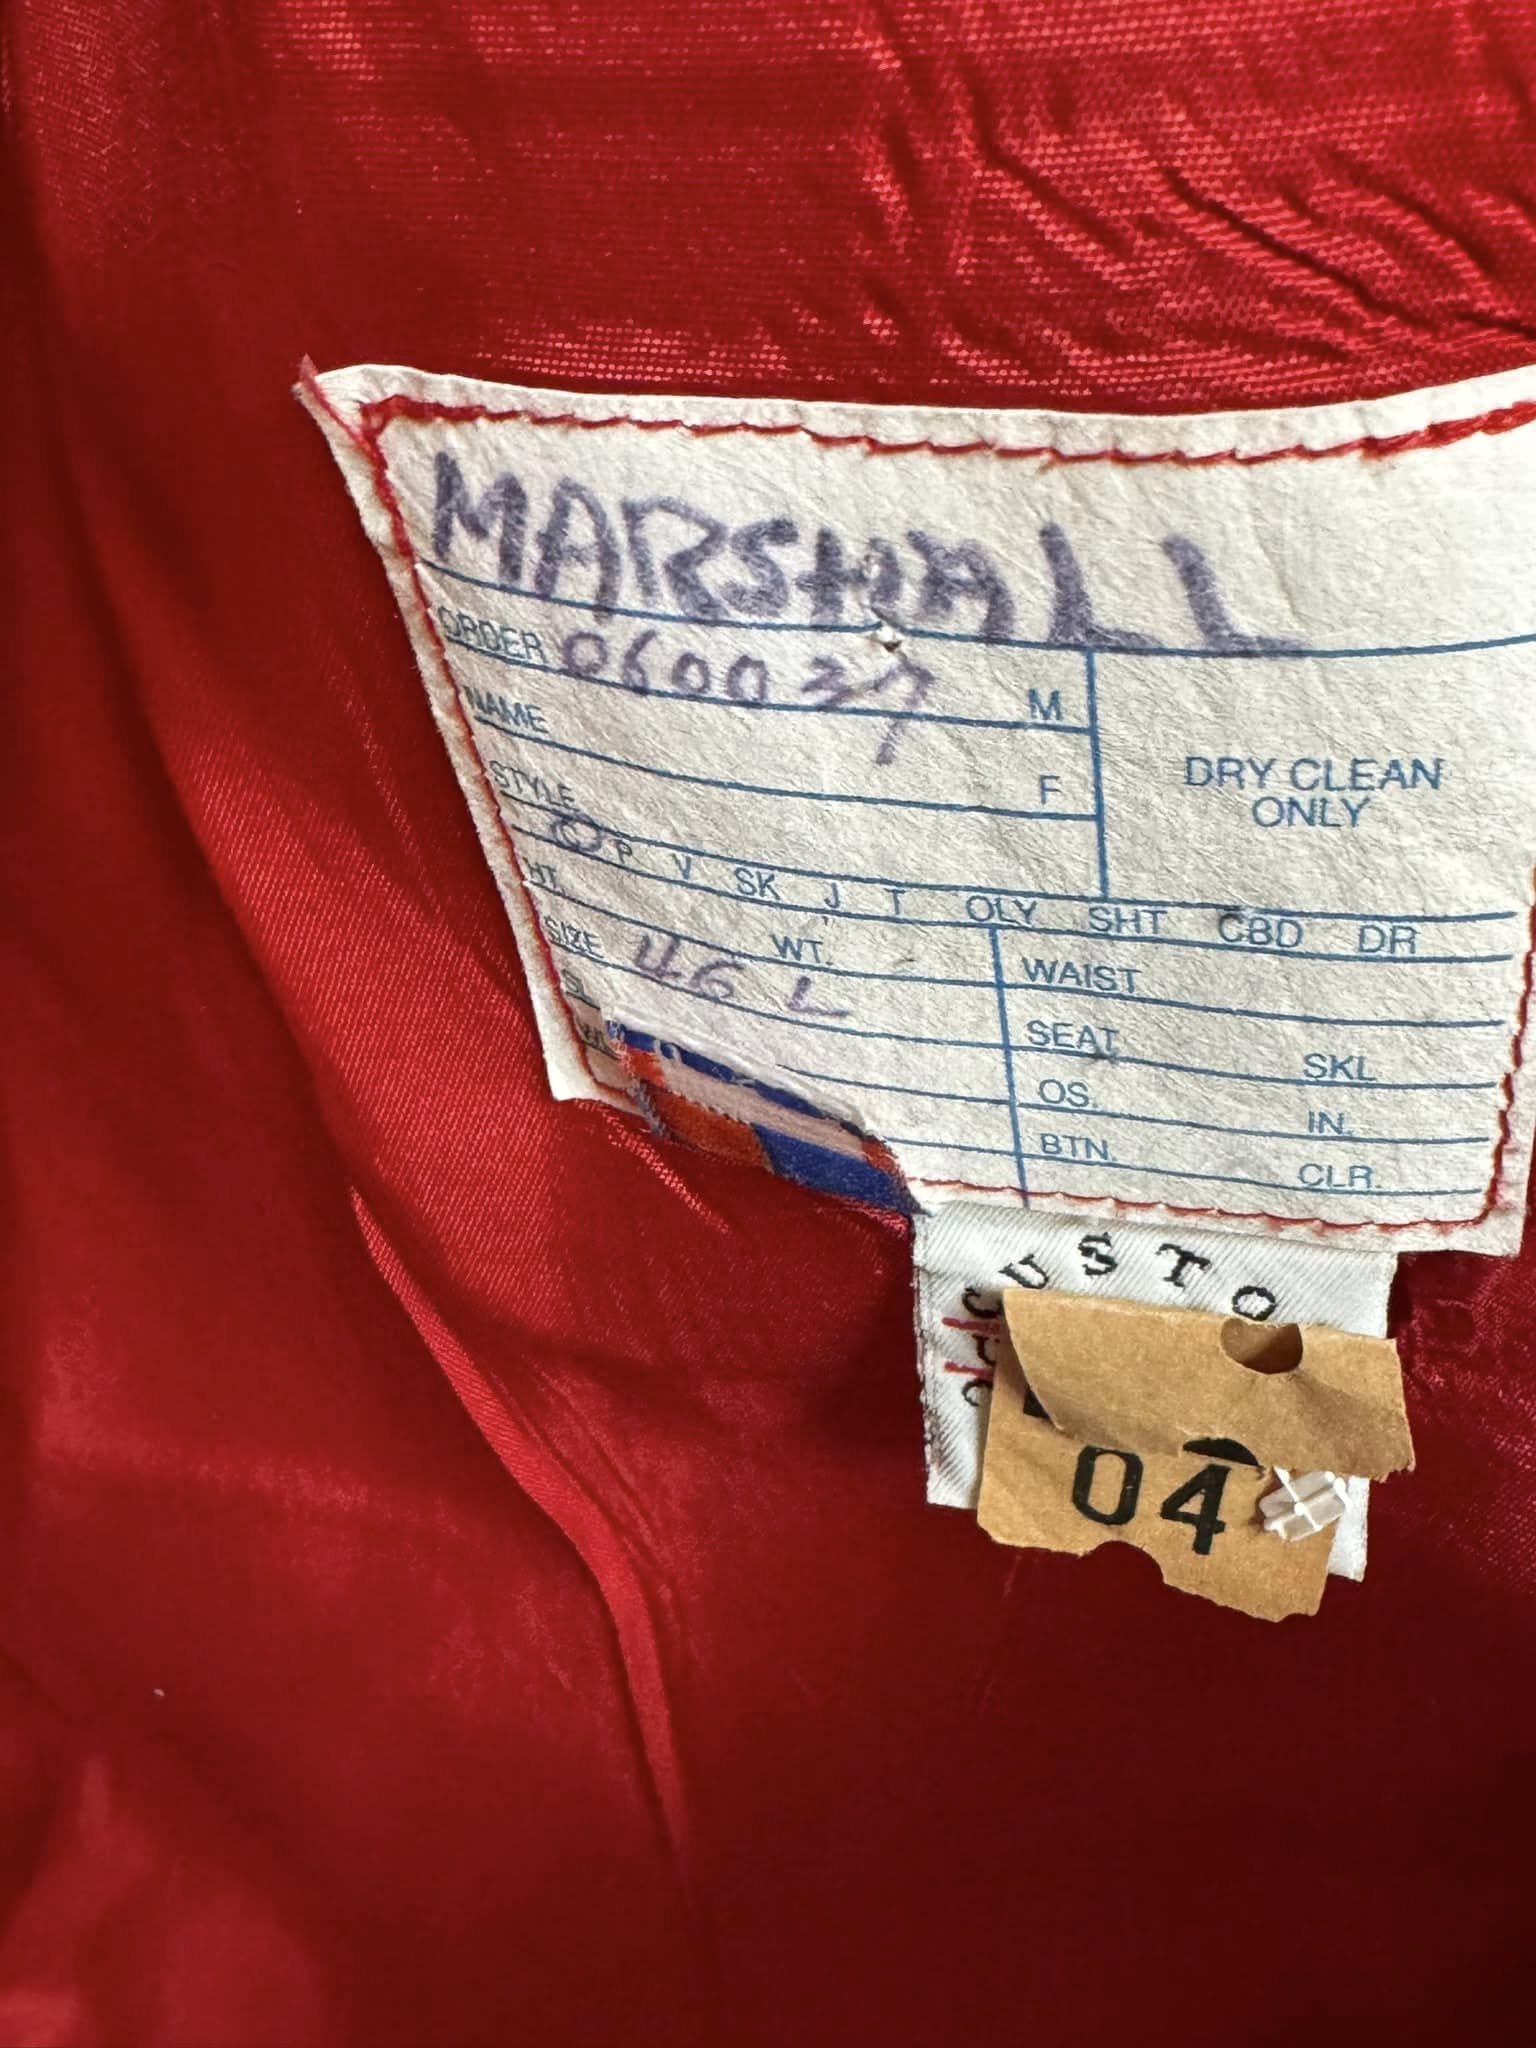 MARSHALL
ORDER 060037 M
NAME F
STYLE
DRY CLEAN
ONLY
C P V SK J T OLY SHT CBD DR
HT. WT. WAIST
SIZE 46 L SEAT SKL
SL OS. IN.
BTN. CLR.
CUSTO
04